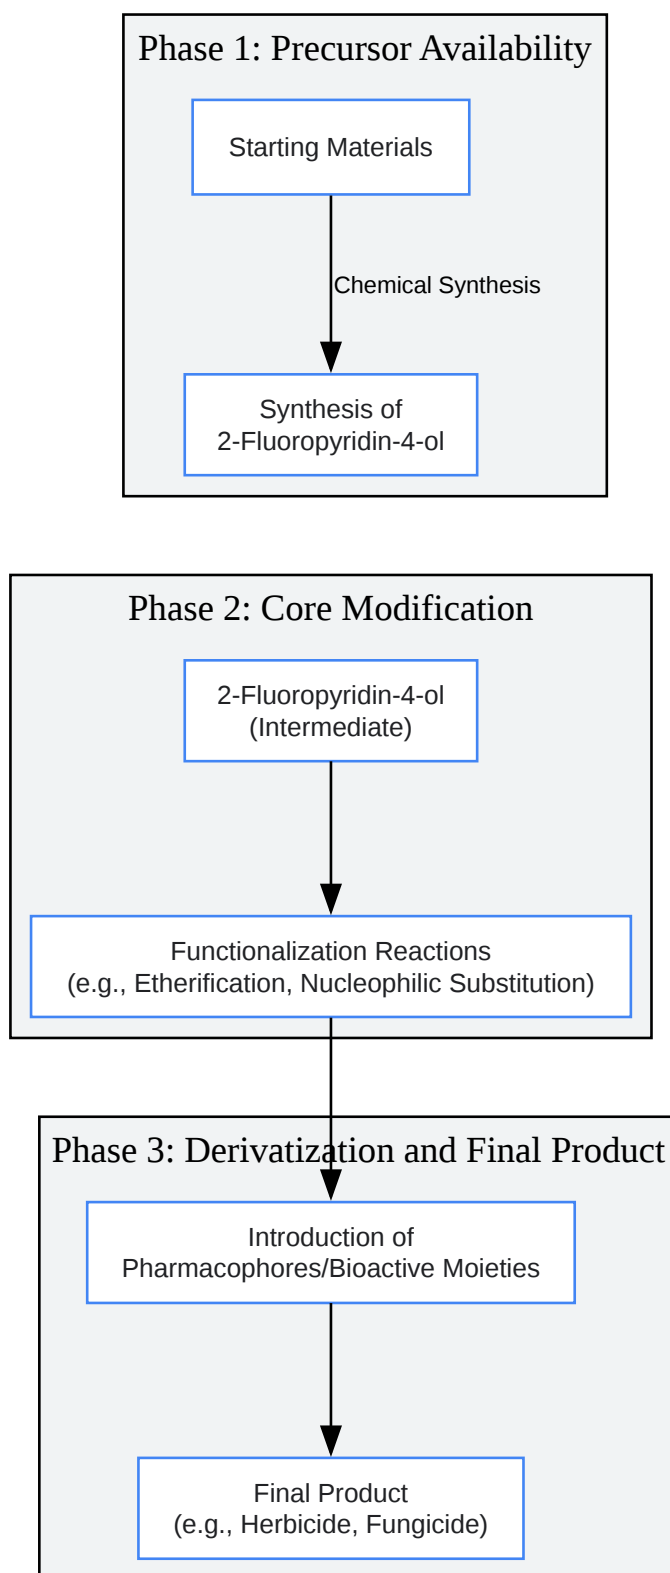 Phase 1: Precursor Availability
Starting Materials
Chemical Synthesis
Synthesis of
2-Fluoropyridin-4-ol
Phase 2: Core Modification
2-Fluoropyridin-4-ol
(Intermediate)
Functionalization Reactions
(e.g., Etherification, Nucleophilic Substitution)
Phase 3: Derivatization and Final Product
Introduction of
Pharmacophores/Bioactive Moieties
Final Product
(e.g., Herbicide, Fungicide)